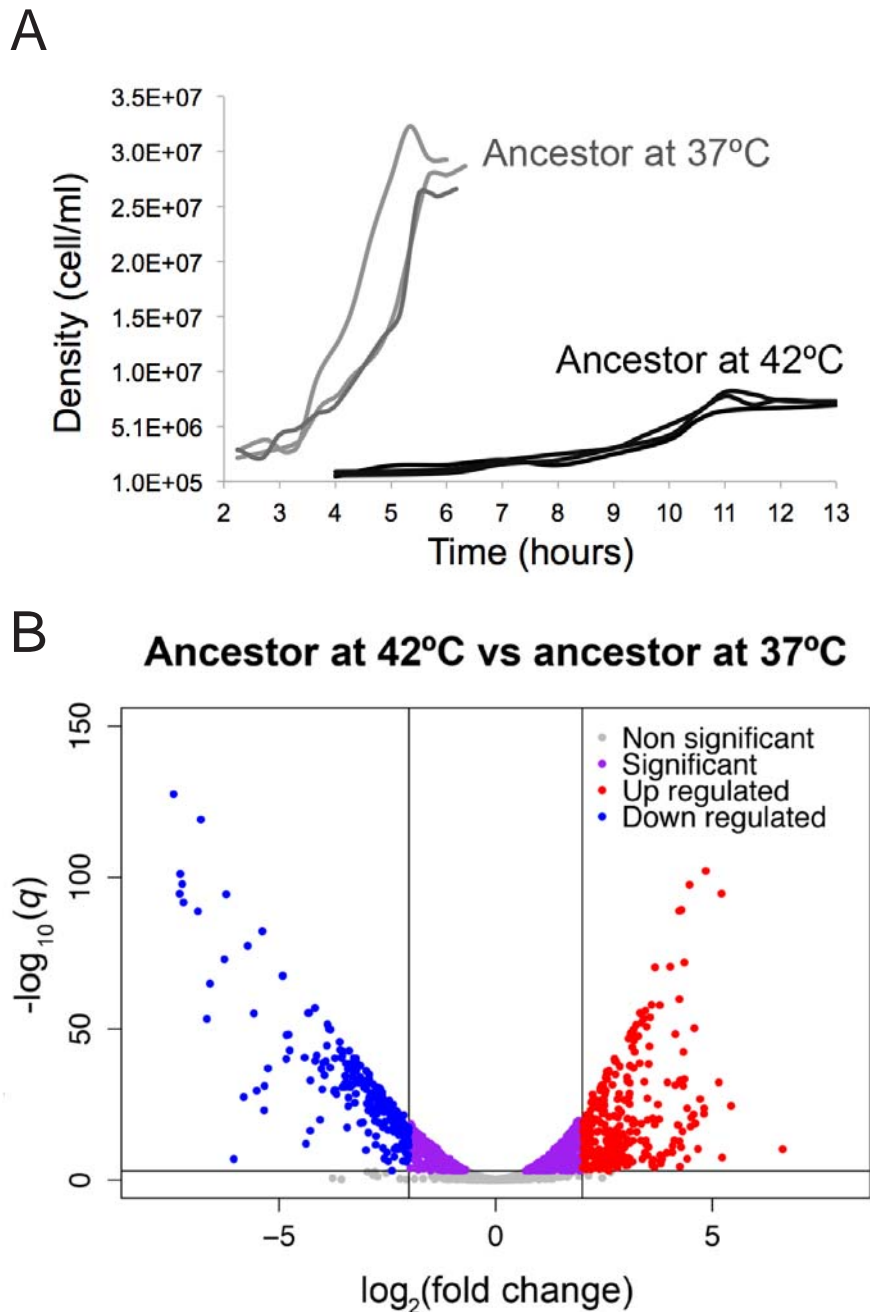 A
3.5E+07
3.0E+07
2.5E+07
2.0E+07
1.5E+07
1.0E+07
5.1E+06
1.0E+05
Density (cell/ml)
Ancestor at 37ºC
Ancestor at 42ºC
2 3 4 5 6 7 8 9 10 11 12 13
Time (hours)
B
Ancestor at 42ºC vs ancestor at 37ºC
150
100
50
0
-log10(q)
Non significant
Significant
Up regulated
Down regulated
−5 0 5
log2(fold change)